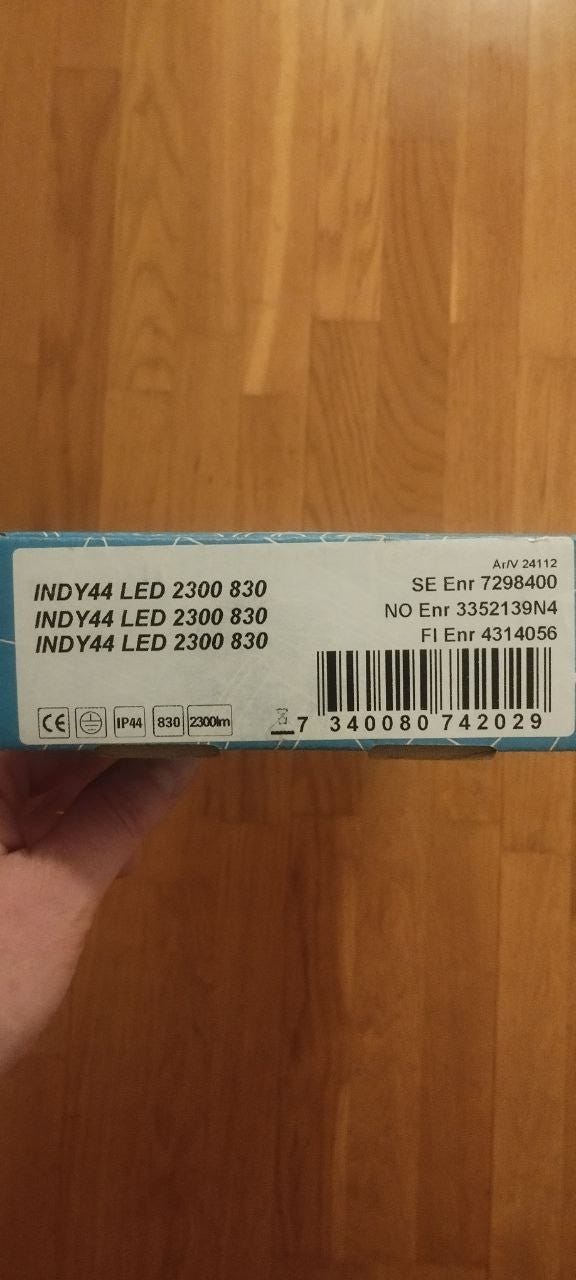 INDY44 LED 2300 830
INDY44 LED 2300 830
INDY44 LED 2300 830
Ar/V 24112
SE Enr 7298400
NO Enr 3352139N4
FI Enr 4314056
CE
IP44
830
2300lm
7 340080 742029